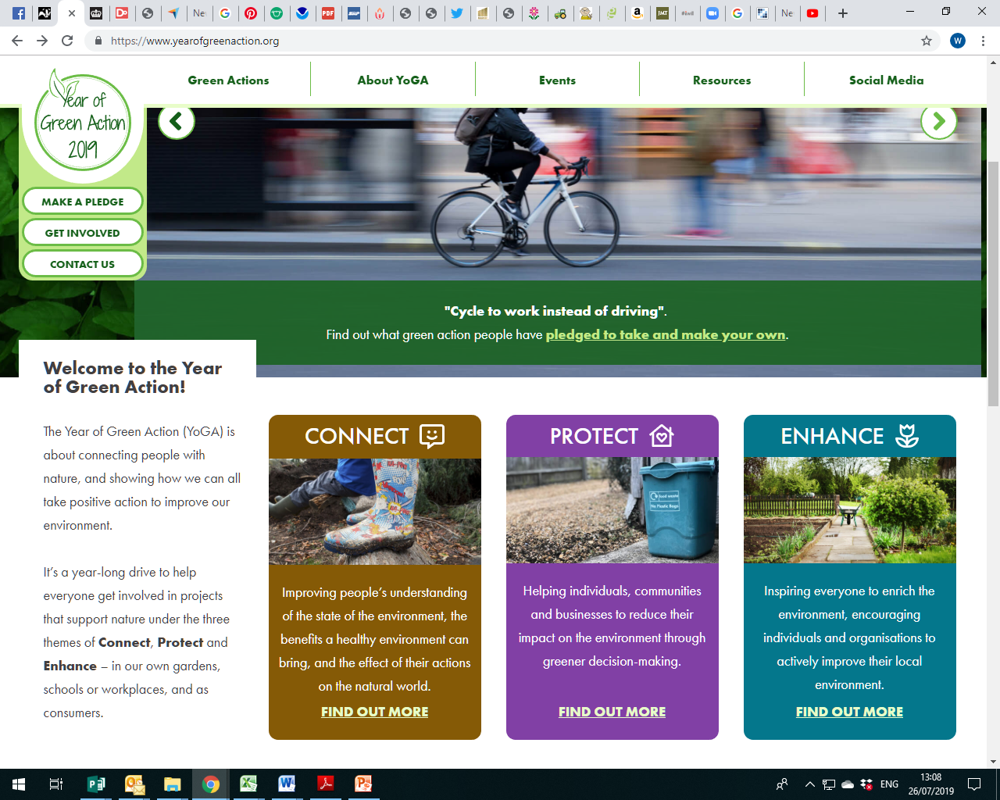 Ne
Ne
https://www.yearofgreenaction.org
W
Green Actions
About YoGA
Events
Resources
Social Media
Year of
Green Action
2019
MAKE A PLEDGE
GET INVOLVED
CONTACT US
"Cycle to work instead of driving".
Find out what green action people have pledged to take and make your own.
Welcome to the Year
of Green Action!
The Year of Green Action (YoGA) is
about connecting people with
nature, and showing how we can all
take positive action to improve our
environment.
It's a year-long drive to help
everyone get involved in projects
that support nature under the three
themes of Connect, Protect and
Enhance – in our own gardens,
schools or workplaces, and as
consumers.
CONNECT
Improving people's understanding
of the state of the environment, the
benefits a healthy environment can
bring, and the effect of their actions
on the natural world.
FIND OUT MORE
PROTECT
food waste
No Plastic Bags
Helping individuals, communities
and businesses to reduce their
impact on the environment through
greener decision-making.
FIND OUT MORE
ENHANCE
Inspiring everyone to enrich the
environment, encouraging
individuals and organisations to
actively improve their local
environment.
FIND OUT MORE
ENG
13:08
26/07/2019